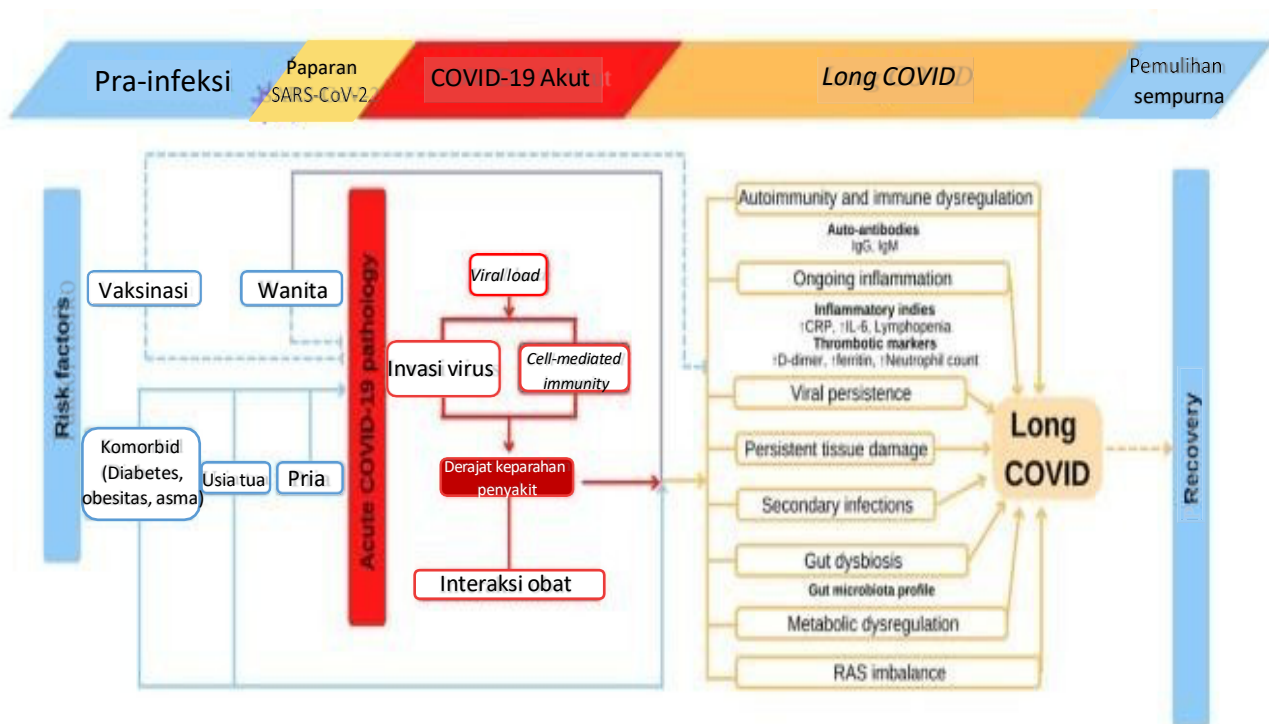 Pra-infeksi
Paparan
SARS-CoV-2
COVID-19 Akut
Long COVID
Pemulihan
sempurna
Risk factors
Vaksinasi
Wanita
Komorbid
(Diabetes,
obesitas, asma)
Usia tua
Pria
Acute COVID-19 pathology
Viral load
Invasi virus
Cell-mediated
immunity
Derajat keparahan
penyakit
Interaksi obat
Autoimmunity and immune dysregulation
Auto-antibodies
IgG, IgM
Ongoing inflammation
Inflammatory indies
↑CRP, ↑IL-6, Lymphopenia
Thrombotic markers
↑D-dimer, ↑ferritin, ↑Neutrophil count
Viral persistence
Persistent tissue damage
Secondary infections
Gut dysbiosis
Gut microbiota profile
Metabolic dysregulation
RAS imbalance
Long
COVID
Recovery